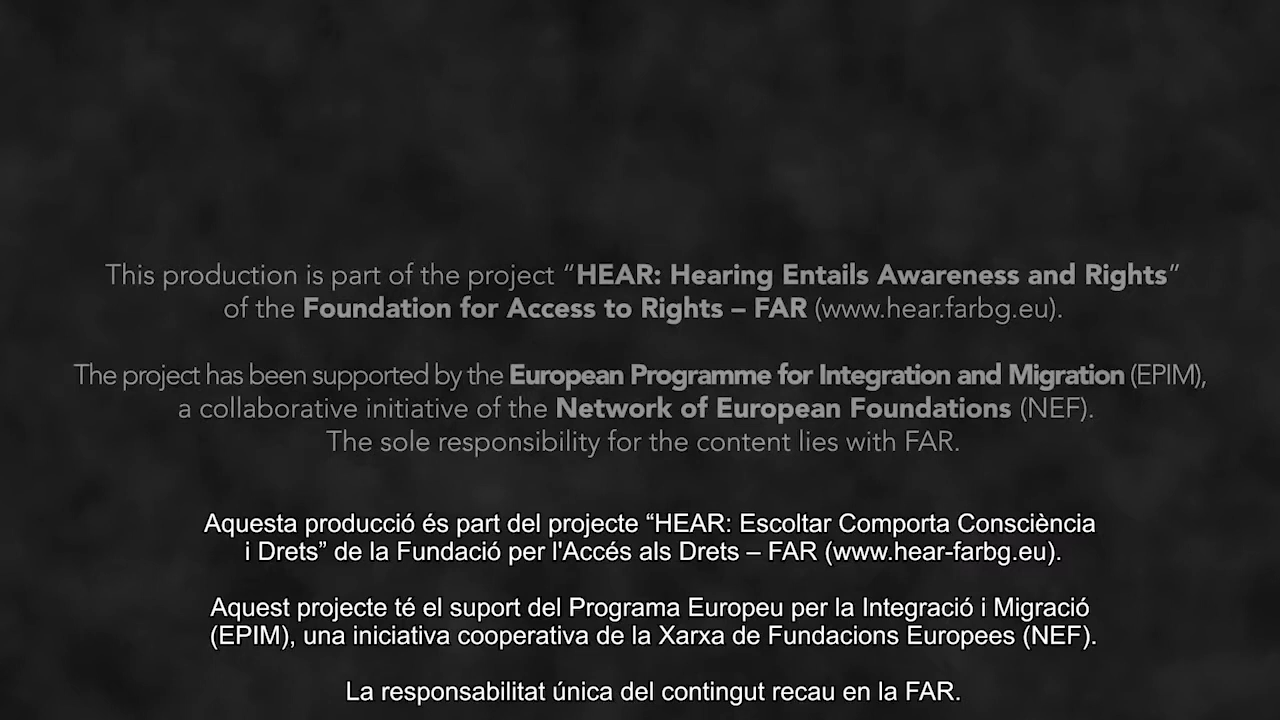 This production is part of the project “HEAR: Hearing Entails Awareness and Rights”
of the Foundation for Access to Rights – FAR (www.hear.farbg.eu).
The project has been supported by the European Programme for Integration and Migration (EPIM),
a collaborative initiative of the Network of European Foundations (NEF).
The sole responsibility for the content lies with FAR.
Aquesta producció és part del projecte “HEAR: Escoltar Comporta Consciència
i Drets” de la Fundació per l'Accés als Drets – FAR (www.hear-farbg.eu).
Aquest projecte té el suport del Programa Europeu per la Integració i Migració
(EPIM), una iniciativa cooperativa de la Xarxa de Fundacions Europees (NEF).
La responsabilitat única del contingut recau en la FAR.